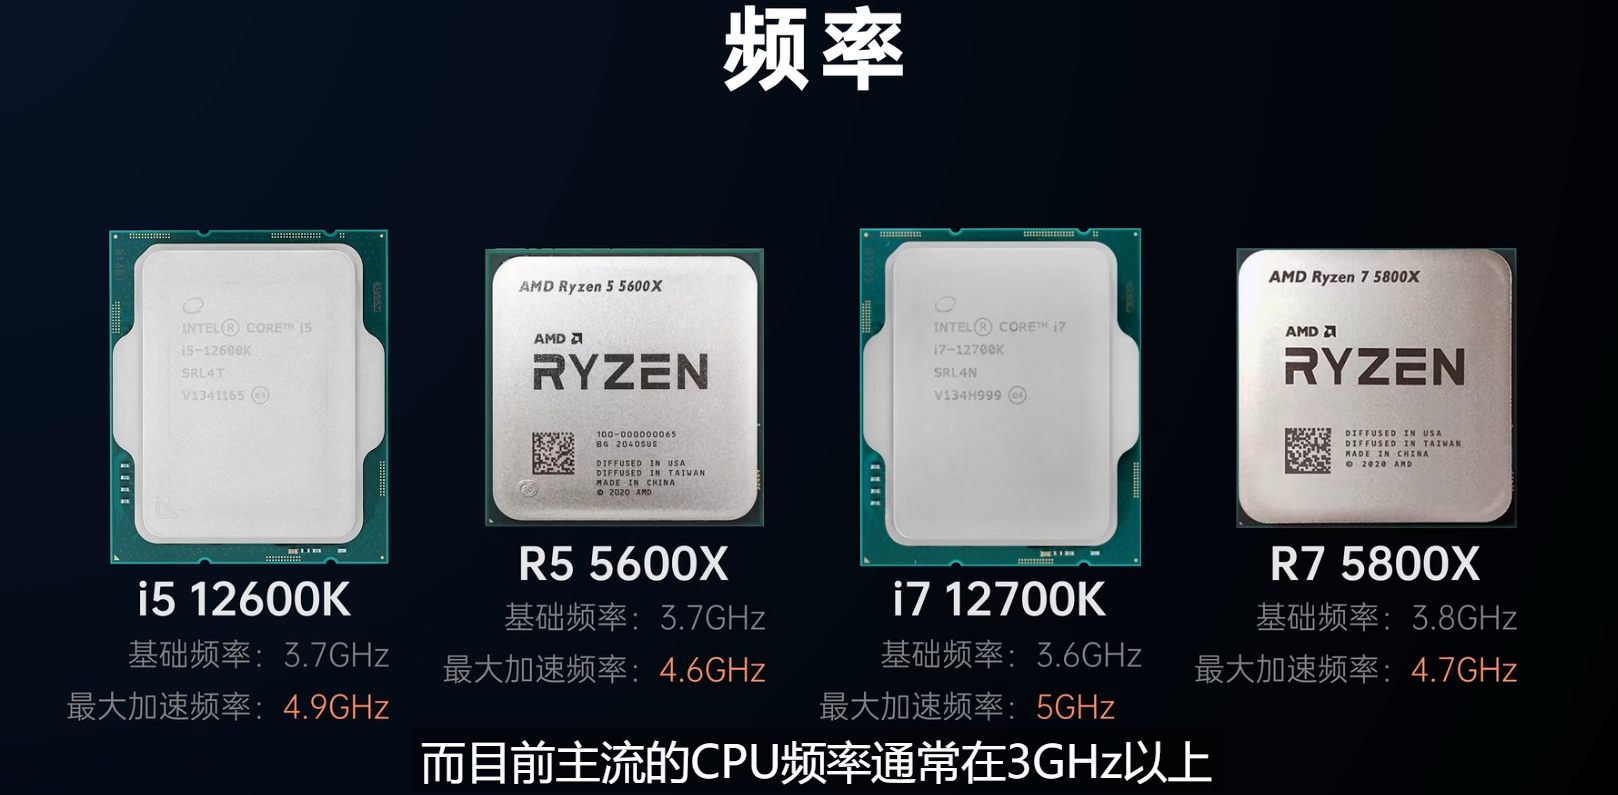 频率
INTEL® CORE™ i5
i5-12600K
SRL4T
V134I165 e4
AMD Ryzen 5 5600X
AMD
RYZEN
100-000000065
BG 2040SUS
DIFFUSED IN USA
DIFFUSED IN TAIWAN
MADE IN CHINA
© 2020 AMD
INTEL® CORE™ i7
i7-12700K
SRL4N
V134H999 e4
AMD Ryzen 7 5800X
AMD
RYZEN
DIFFUSED IN USA
DIFFUSED IN TAIWAN
MADE IN CHINA
© 2020 AMD
i5 12600K
基础频率：3.7GHz
最大加速频率：4.9GHz
R5 5600X
基础频率：3.7GHz
最大加速频率：4.6GHz
i7 12700K
基础频率：3.6GHz
最大加速频率：5GHz
R7 5800X
基础频率：3.8GHz
最大加速频率：4.7GHz
而目前主流的CPU频率通常在3GHz以上